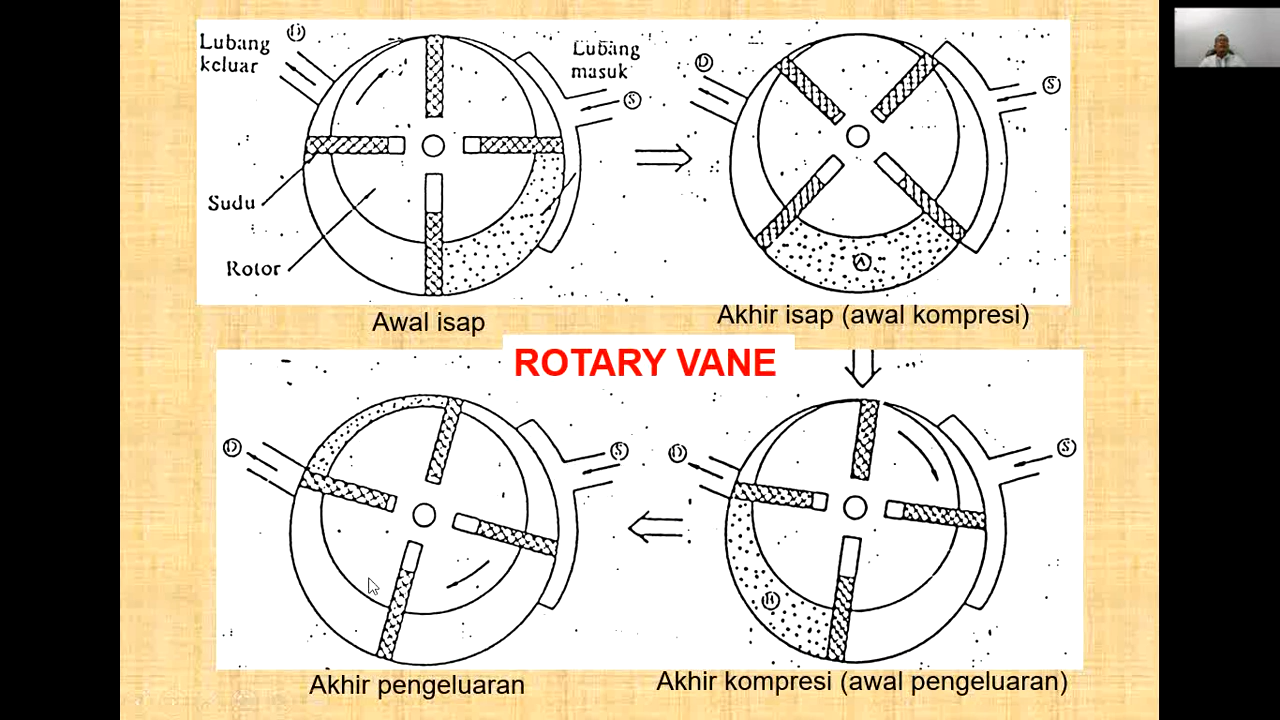 D
Lubang
keluar
Lubang
masuk
S
Sudu
Rotor
D
S
A
Awal isap
Akhir isap (awal kompresi)
ROTARY VANE
D
S
D
S
B
Akhir pengeluaran
Akhir kompresi (awal pengeluaran)